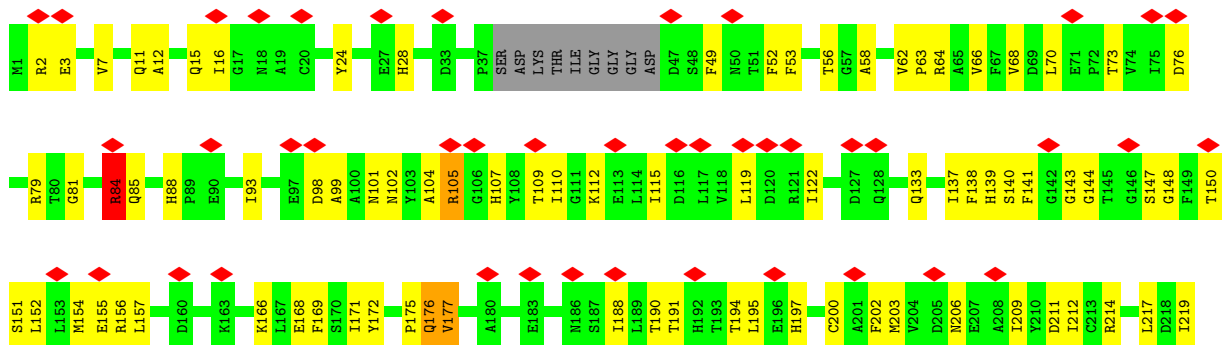 M1 R2 E3 V7 Q11 A12 Q15 I16 G17 N18 A19 C20 Y24 E27 H28 D33 P37 SER ASP LYS THR ILE GLY GLY GLY ASP D47 S48 F49 N50 T51 F52 F53 T56 G57 A58 V62 P63 R64 A65 V66 F67 V68 D69 L70 E71 P72 T73 V74 I75 D76
R79 T80 G81 R84 Q85 H88 P89 E90 I93 E97 D98 A99 A100 N101 N102 Y103 A104 R105 G106 H107 Y108 T109 I110 G111 K112 E113 L114 I115 D116 L117 V118 L119 D120 R121 I122 D127 Q128 Q133 I137 F138 H139 S140 F141 G142 G143 G144 T145 G146 S147 G148 F149 T150
S151 L152 L153 M154 E155 R156 L157 D160 K163 K166 L167 E168 F169 S170 I171 Y172 P175 Q176 V177 A180 E183 N186 S187 I188 L189 T190 T191 H192 T193 T194 L195 E196 H197 C200 A201 F202 M203 V204 D205 N206 E207 A208 I209 Y210 D211 I212 C213 R214 L217 D218 I219